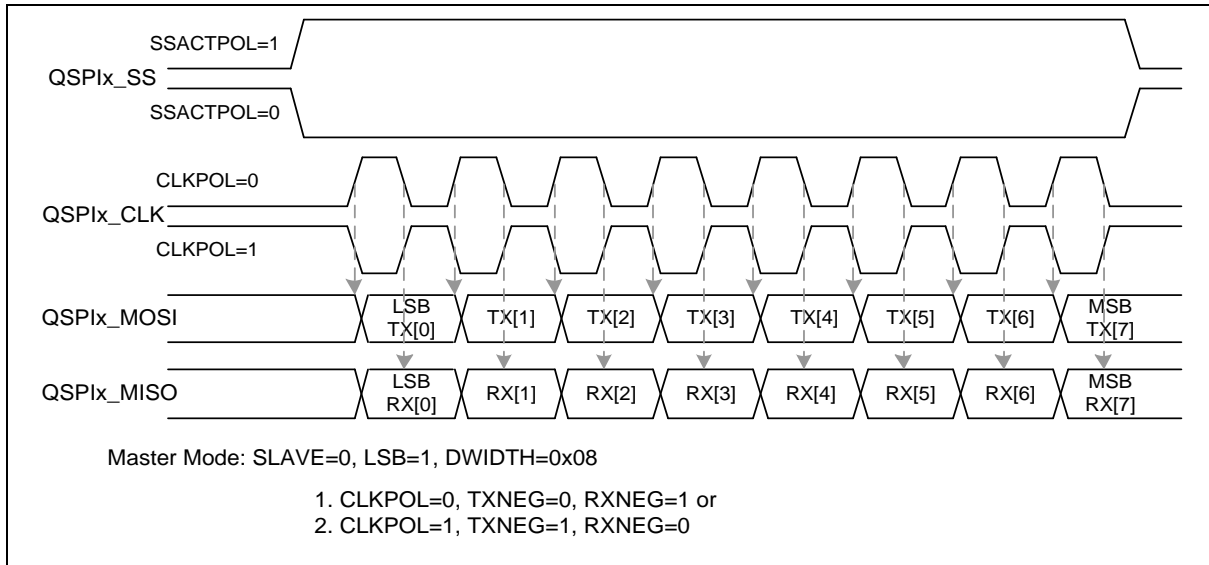 SSACTPOL=1
QSPIx_SS
SSACTPOL=0
CLKPOL=0
QSPIx_CLK
CLKPOL=1
QSPIx_MOSI
LSB
TX[0]
TX[1]
TX[2]
TX[3]
TX[4]
TX[5]
TX[6]
MSB
TX[7]
QSPIx_MISO
LSB
RX[0]
RX[1]
RX[2]
RX[3]
RX[4]
RX[5]
RX[6]
MSB
RX[7]
Master Mode: SLAVE=0, LSB=1, DWIDTH=0x08
1. CLKPOL=0, TXNEG=0, RXNEG=1 or
2. CLKPOL=1, TXNEG=1, RXNEG=0